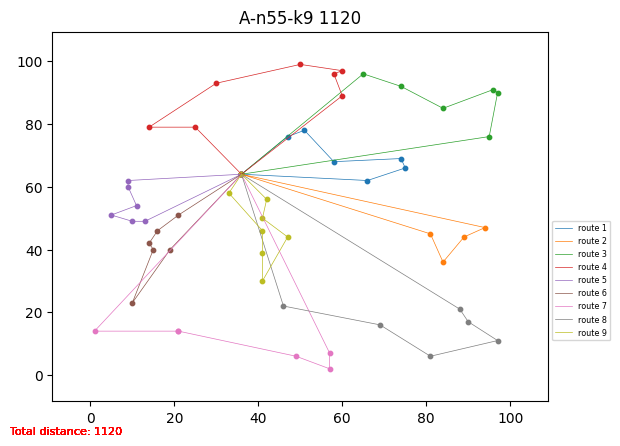 A-n55-k9 1120
100
80
60
40
20
0
0 20 40 60 80 100
route 1
route 2
route 3
route 4
route 5
route 6
route 7
route 8
route 9
Total distance: 1120